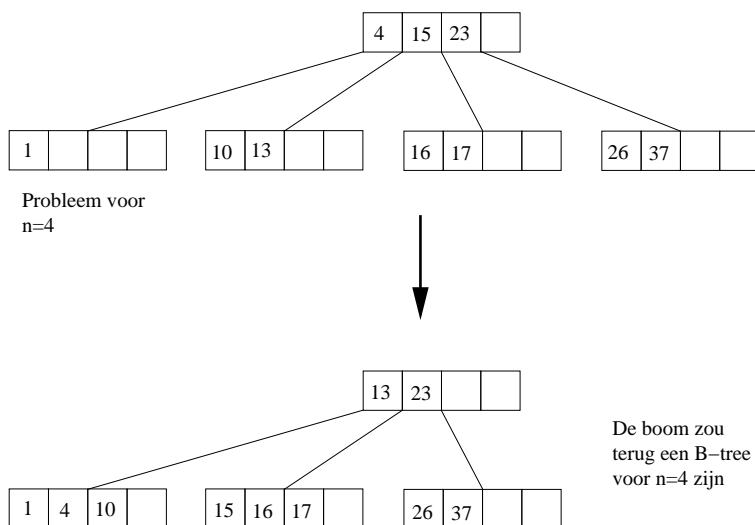 4 15 23
1
10 13
16 17
26 37
Probleem voor
n=4
13 23
De boom zou
terug een B−tree
voor n=4 zijn
1 4 10
15 16 17
26 37